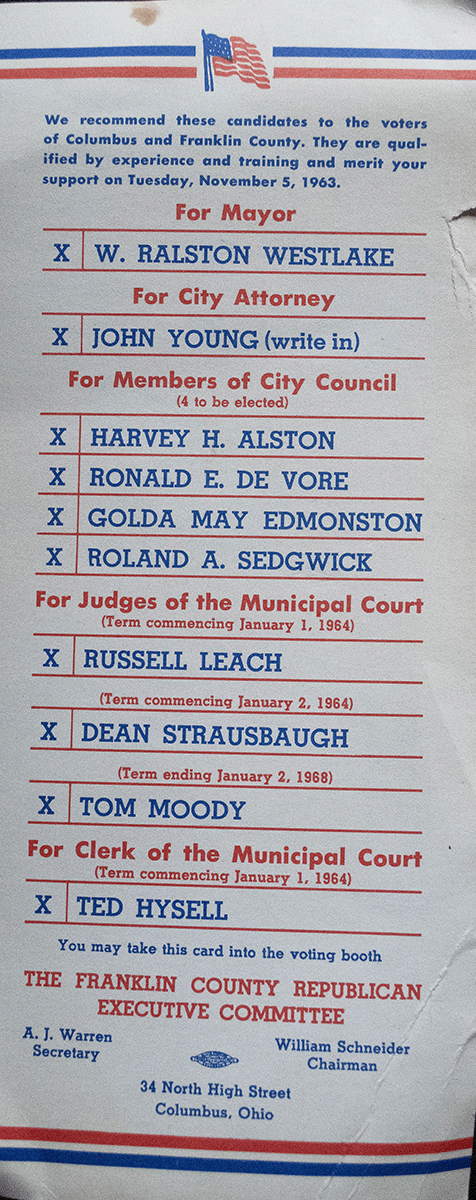 We recommend these candidates to the voters
of Columbus and Franklin County. They are qual-
ified by experience and training and merit your
support on Tuesday, November 5, 1963.
For Mayor
X W. RALSTON WESTLAKE
For City Attorney
X JOHN YOUNG (write in)
For Members of City Council
(4 to be elected)
X HARVEY H. ALSTON
X RONALD E. DE VORE
X GOLDA MAY EDMONSTON
X ROLAND A. SEDGWICK
For Judges of the Municipal Court
(Term commencing January 1, 1964)
X RUSSELL LEACH
(Term commencing January 2, 1964)
X DEAN STRAUSBAUGH
(Term ending January 2, 1968)
X TOM MOODY
For Clerk of the Municipal Court
(Term commencing January 1, 1964)
X TED HYSELL
You may take this card into the voting booth
THE FRANKLIN COUNTY REPUBLICAN
EXECUTIVE COMMITTEE
A. J. Warren
Secretary
William Schneider
Chairman
34 North High Street
Columbus, Ohio